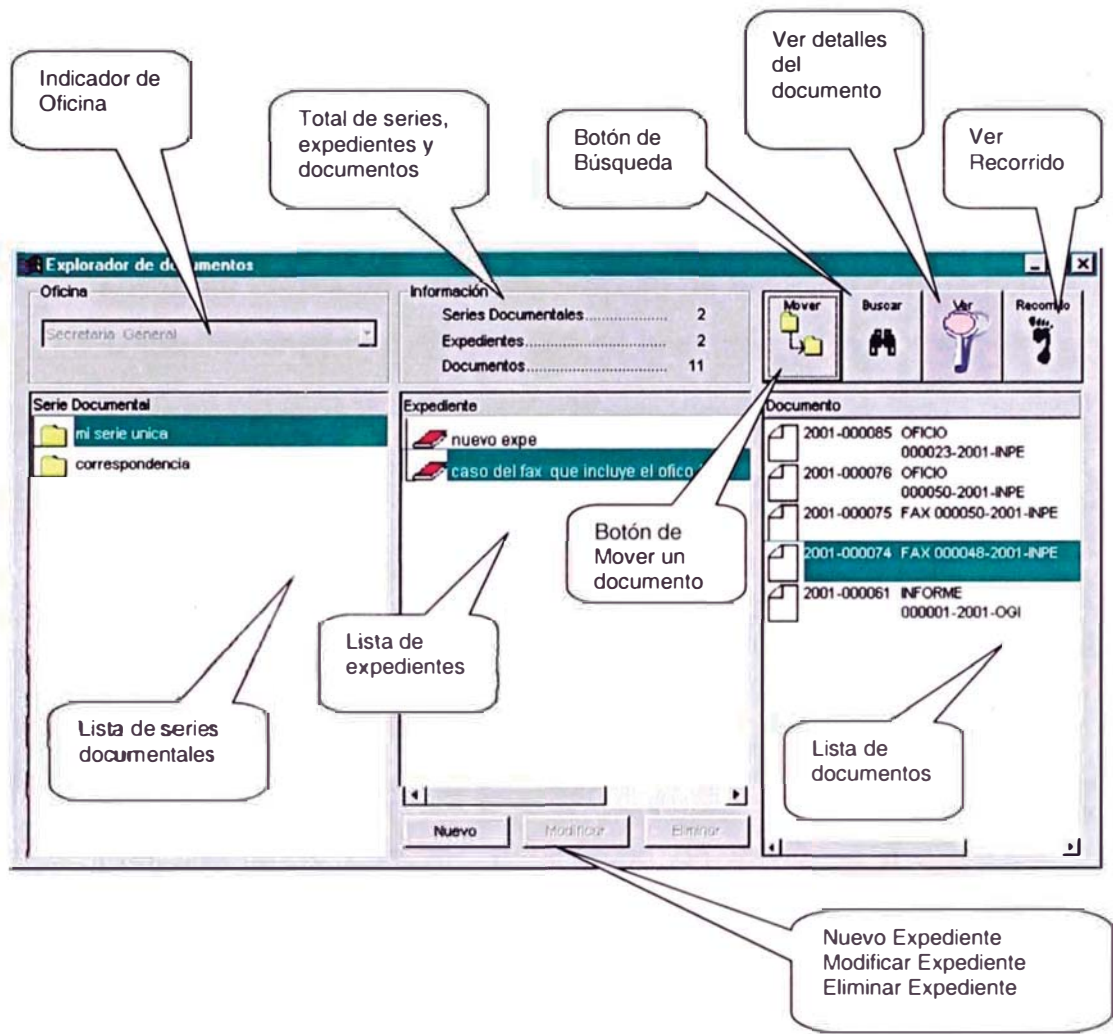 Indicador de
Oficina
Total de series,
expedientes y
documentos
Botón de
Búsqueda
Ver detalles
del
documento
Ver
Recorrido
Explorador de documentos
Oficina
Secretaria General
Información
Series Documentales................ 2
Expedientes................ 2
Documentos................ 11
Mover
Buscar
Ver
Recorrido
Serie Documental
mi serie unica
correspondencia
Expediente
nuevo expe
caso del fax que incluye el ofico
Documento
2001-000085 OFICIO
000023-2001-INPE
2001-000076 OFICIO
000050-2001-INPE
2001-000075 FAX 000050-2001-INPE
2001-000074 FAX 000048-2001-INPE
2001-000061 INFORME
000001-2001-OGI
Botón de
Mover un
documento
Lista de
expedientes
Lista de series
documentales
Lista de
documentos
Nuevo
Modificar
Eliminar
Nuevo Expediente
Modificar Expediente
Eliminar Expediente